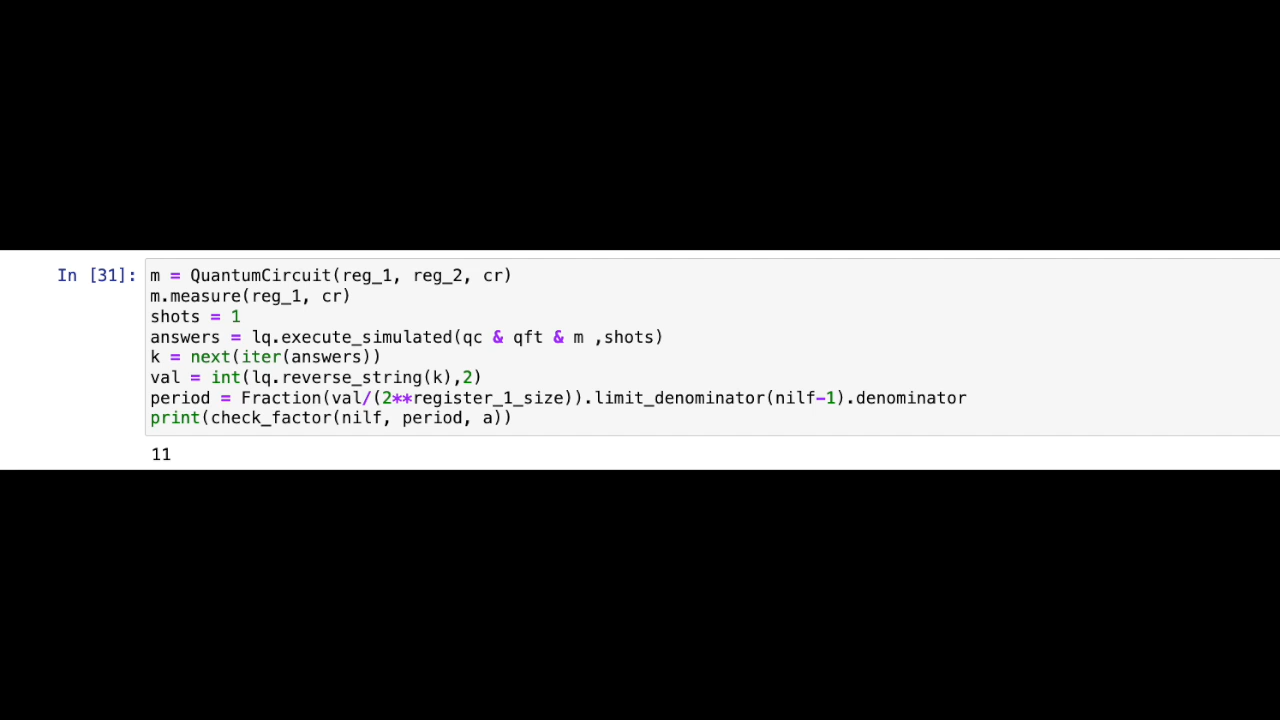 In [31]: m = QuantumCircuit(reg_1, reg_2, cr)
m.measure(reg_1, cr)
shots = 1
answers = lq.execute_simulated(qc & qft & m ,shots)
k = next(iter(answers))
val = int(lq.reverse_string(k),2)
period = Fraction(val/(2**register_1_size)).limit_denominator(nilf-1).denominator
print(check_factor(nilf, period, a))
11